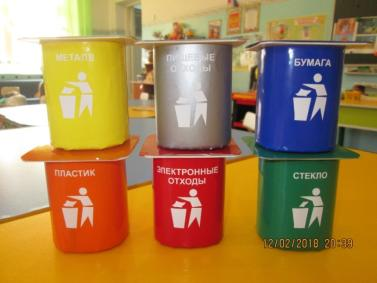 МЕТАЛЛ
ПИЩЕВЫЕ
ОТХОДЫ
БУМАГА
ПЛАСТИК
ЭЛЕКТРОННЫЕ
ОТХОДЫ
СТЕКЛО
12/02/2018 20:39